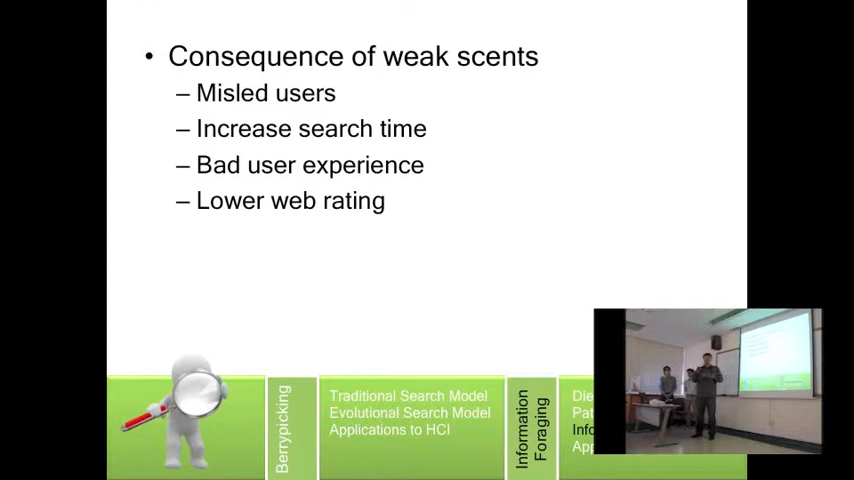 • Consequence of weak scents
– Misled users
– Increase search time
– Bad user experience
– Lower web rating
Berrypicking
Traditional Search Model
Evolutional Search Model
Applications to HCI
Information
Foraging